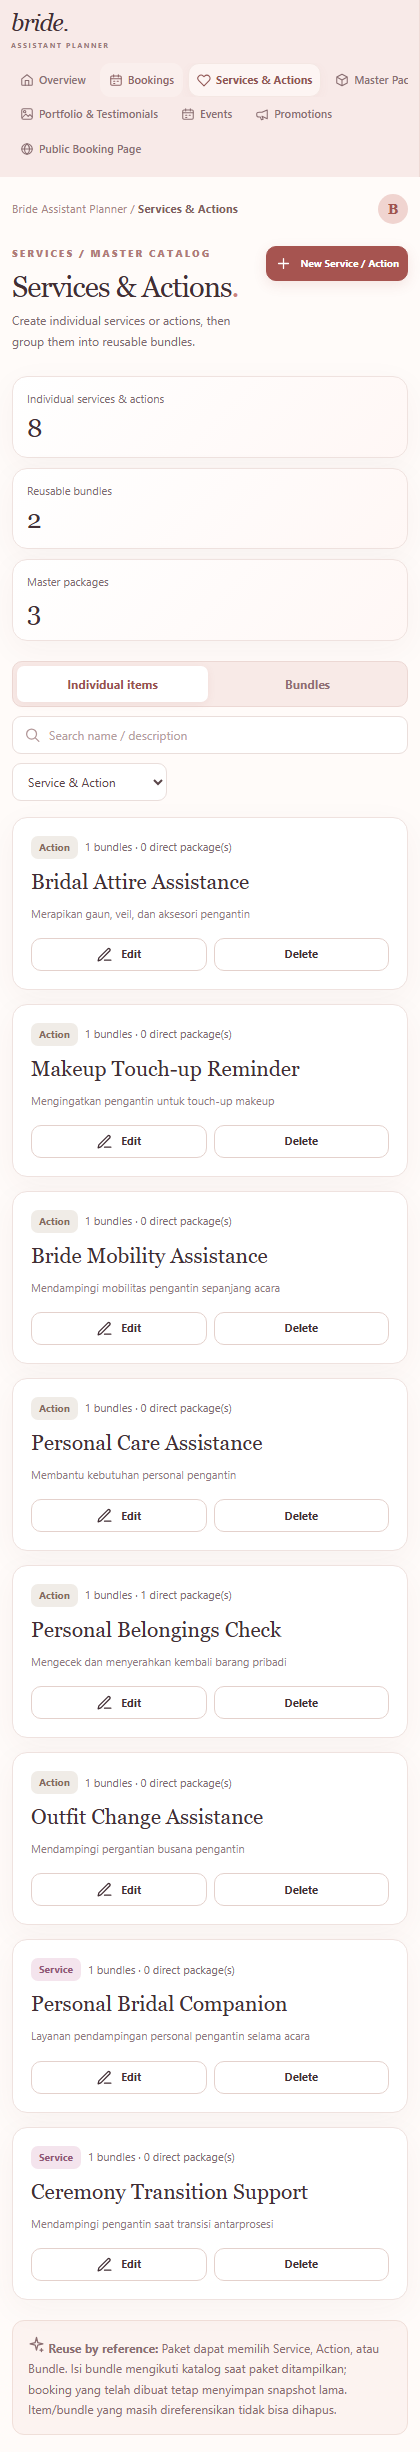 bride.
ASSISTANT PLANNER
Overview Bookings Services & Actions Master Pac
Portfolio & Testimonials Events Promotions
Public Booking Page
Bride Assistant Planner / Services & Actions B
SERVICES / MASTER CATALOG
New Service / Action
Services & Actions.
Create individual services or actions, then
group them into reusable bundles.
Individual services & actions
8
Reusable bundles
2
Master packages
3
Individual items Bundles
Search name / description
Service & Action
Action 1 bundles · 0 direct package(s)
Bridal Attire Assistance
Merapikan gaun, veil, dan aksesori pengantin
Edit Delete
Action 1 bundles · 0 direct package(s)
Makeup Touch-up Reminder
Mengingatkan pengantin untuk touch-up makeup
Edit Delete
Action 1 bundles · 0 direct package(s)
Bride Mobility Assistance
Mendampingi mobilitas pengantin sepanjang acara
Edit Delete
Action 1 bundles · 0 direct package(s)
Personal Care Assistance
Membantu kebutuhan personal pengantin
Edit Delete
Action 1 bundles · 1 direct package(s)
Personal Belongings Check
Mengecek dan menyerahkan kembali barang pribadi
Edit Delete
Action 1 bundles · 0 direct package(s)
Outfit Change Assistance
Mendampingi pergantian busana pengantin
Edit Delete
Service 1 bundles · 0 direct package(s)
Personal Bridal Companion
Layanan pendampingan personal pengantin selama acara
Edit Delete
Service 1 bundles · 0 direct package(s)
Ceremony Transition Support
Mendampingi pengantin saat transisi antarprosesi
Edit Delete
Reuse by reference: Paket dapat memilih Service, Action, atau
Bundle. Isi bundle mengikuti katalog saat paket ditampilkan;
booking yang telah dibuat tetap menyimpan snapshot lama.
Item/bundle yang masih direferensikan tidak bisa dihapus.